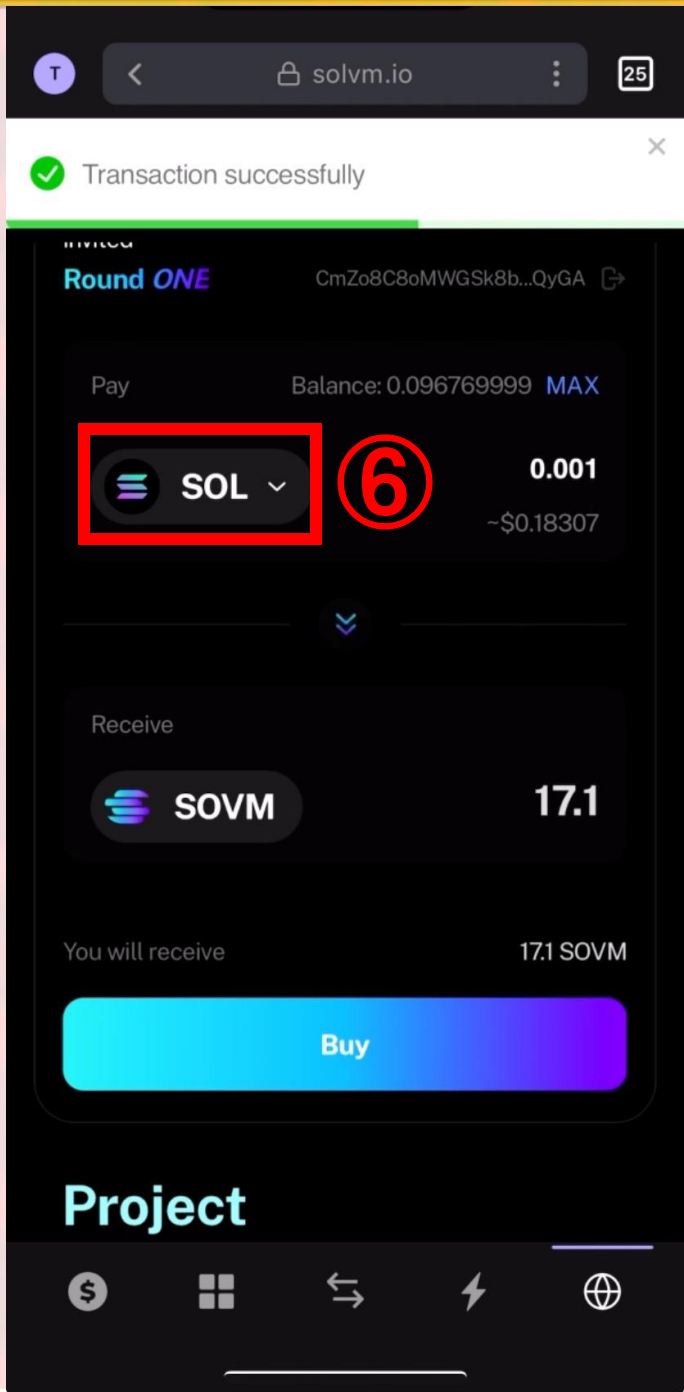 T
solvm.io
25
Transaction successfully
Invited
Round ONE CmZo8C8oMWGSk8b...QyGA
Pay Balance: 0.096769999 MAX
SOL 0.001
⑥
~$0.18307
Receive
SOVM 17.1
You will receive 17.1 SOVM
Buy
Project
$